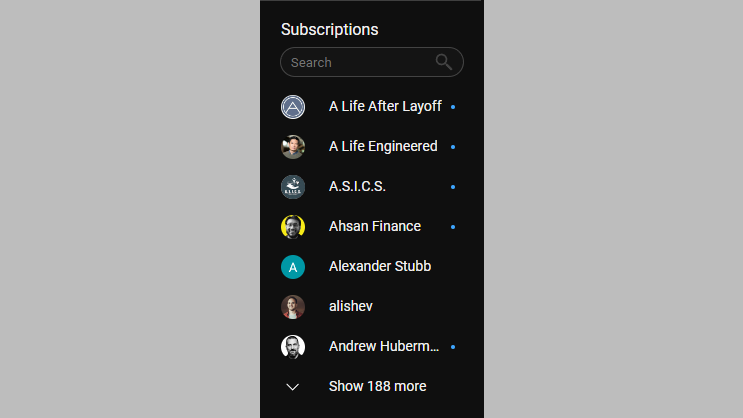 Subscriptions
Search
A Life After Layoff
A Life Engineered
A.S.I.C.S.
Ahsan Finance
A
Alexander Stubb
alishev
Andrew Huberm...
Show 188 more